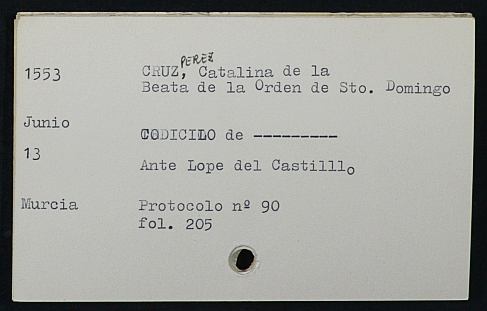 PEREZ
1553 CRUZ, Catalina de la
Beata de la Orden de Sto. Domingo
Junio
CODICILO de ---------
13
Ante Lope del Castilllo
Murcia Protocolo nº 90
fol. 205